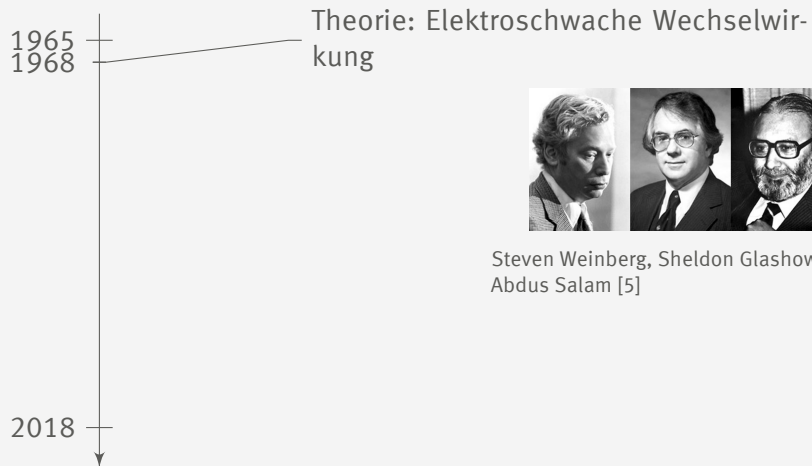 1965
1968
Theorie: Elektroschwache Wechselwir-
kung
Steven Weinberg, Sheldon Glashow
Abdus Salam [5]
2018